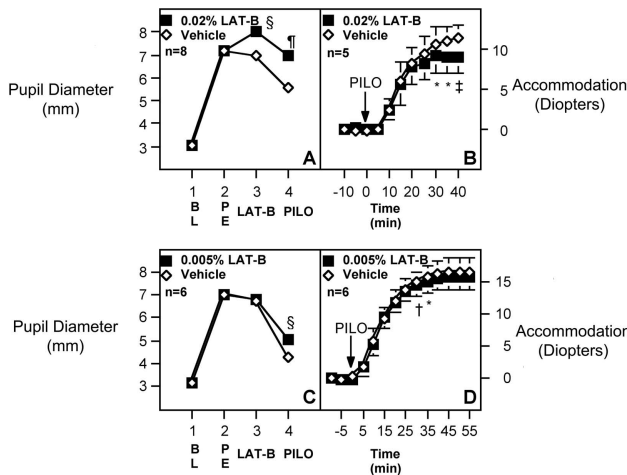 0.02% LAT-B §
Vehicle ¶
n=8
Pupil Diameter
(mm)
8
7
6
5
4
3
A
1 2 3 4
B P LAT-B PILO
L E
0.02% LAT-B
Vehicle
n=5
PILO
* * ‡
10
5
0
Accommodation
(Diopters)
B
-10 0 10 20 30 40
Time
(min)
0.005% LAT-B
Vehicle
n=6
§
Pupil Diameter
(mm)
8
7
6
5
4
3
C
1 2 3 4
B P LAT-B PILO
L E
0.005% LAT-B
Vehicle
n=6
PILO
† *
15
10
5
0
Accommodation
(Diopters)
D
-5 5 15 25 35 45 55
Time
(min)